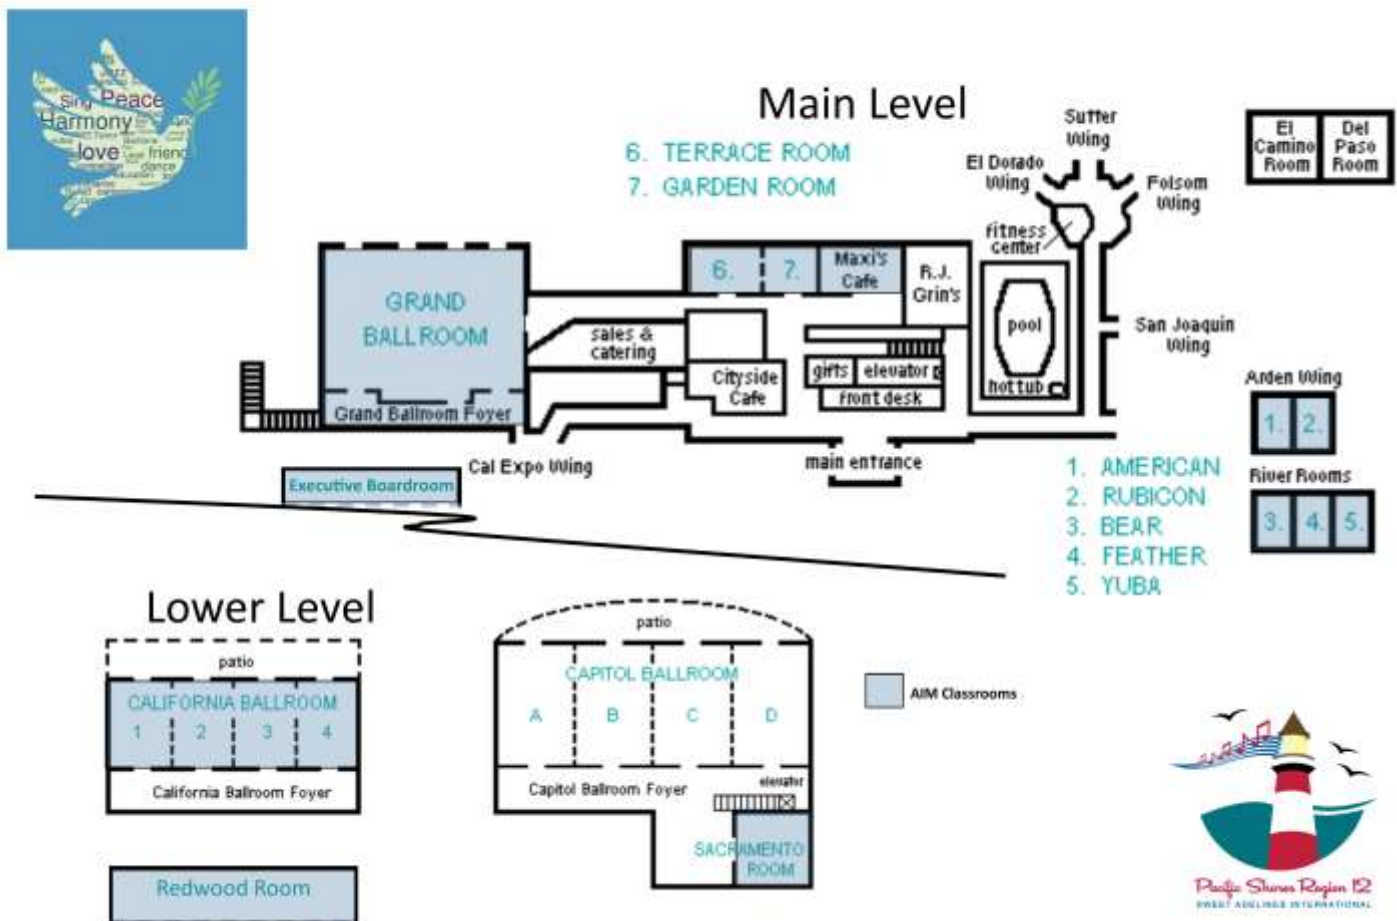 Sing Peace
Harmony
love
friend
dance
Main Level
6. TERRACE ROOM
7. GARDEN ROOM
Sutter
Wing
El Dorado
Wing
Folsom
Wing
fitness
center
El
Camino
Room
Del
Paso
Room
GRAND
BALLROOM
Grand Ballroom Foyer
6.
7.
Maxi's
Cafe
R.J.
Grin's
sales &
catering
Cityside
Cafe
gifts
elevator
front desk
pool
hot tub
San Joaquin
Wing
Arden Wing
1.
2.
Cal Expo Wing
main entrance
Executive Boardroom
1. AMERICAN
2. RUBICON
3. BEAR
4. FEATHER
5. YUBA
River Rooms
3.
4.
5.
Lower Level
patio
CALIFORNIA BALLROOM
1 2 3 4
California Ballroom Foyer
Redwood Room
patio
CAPITOL BALLROOM
A B C D
Capitol Ballroom Foyer
elevator
SACRAMENTO
ROOM
AIM Classrooms
Pacific Shores Region 12
SWEET ADELINES INTERNATIONAL